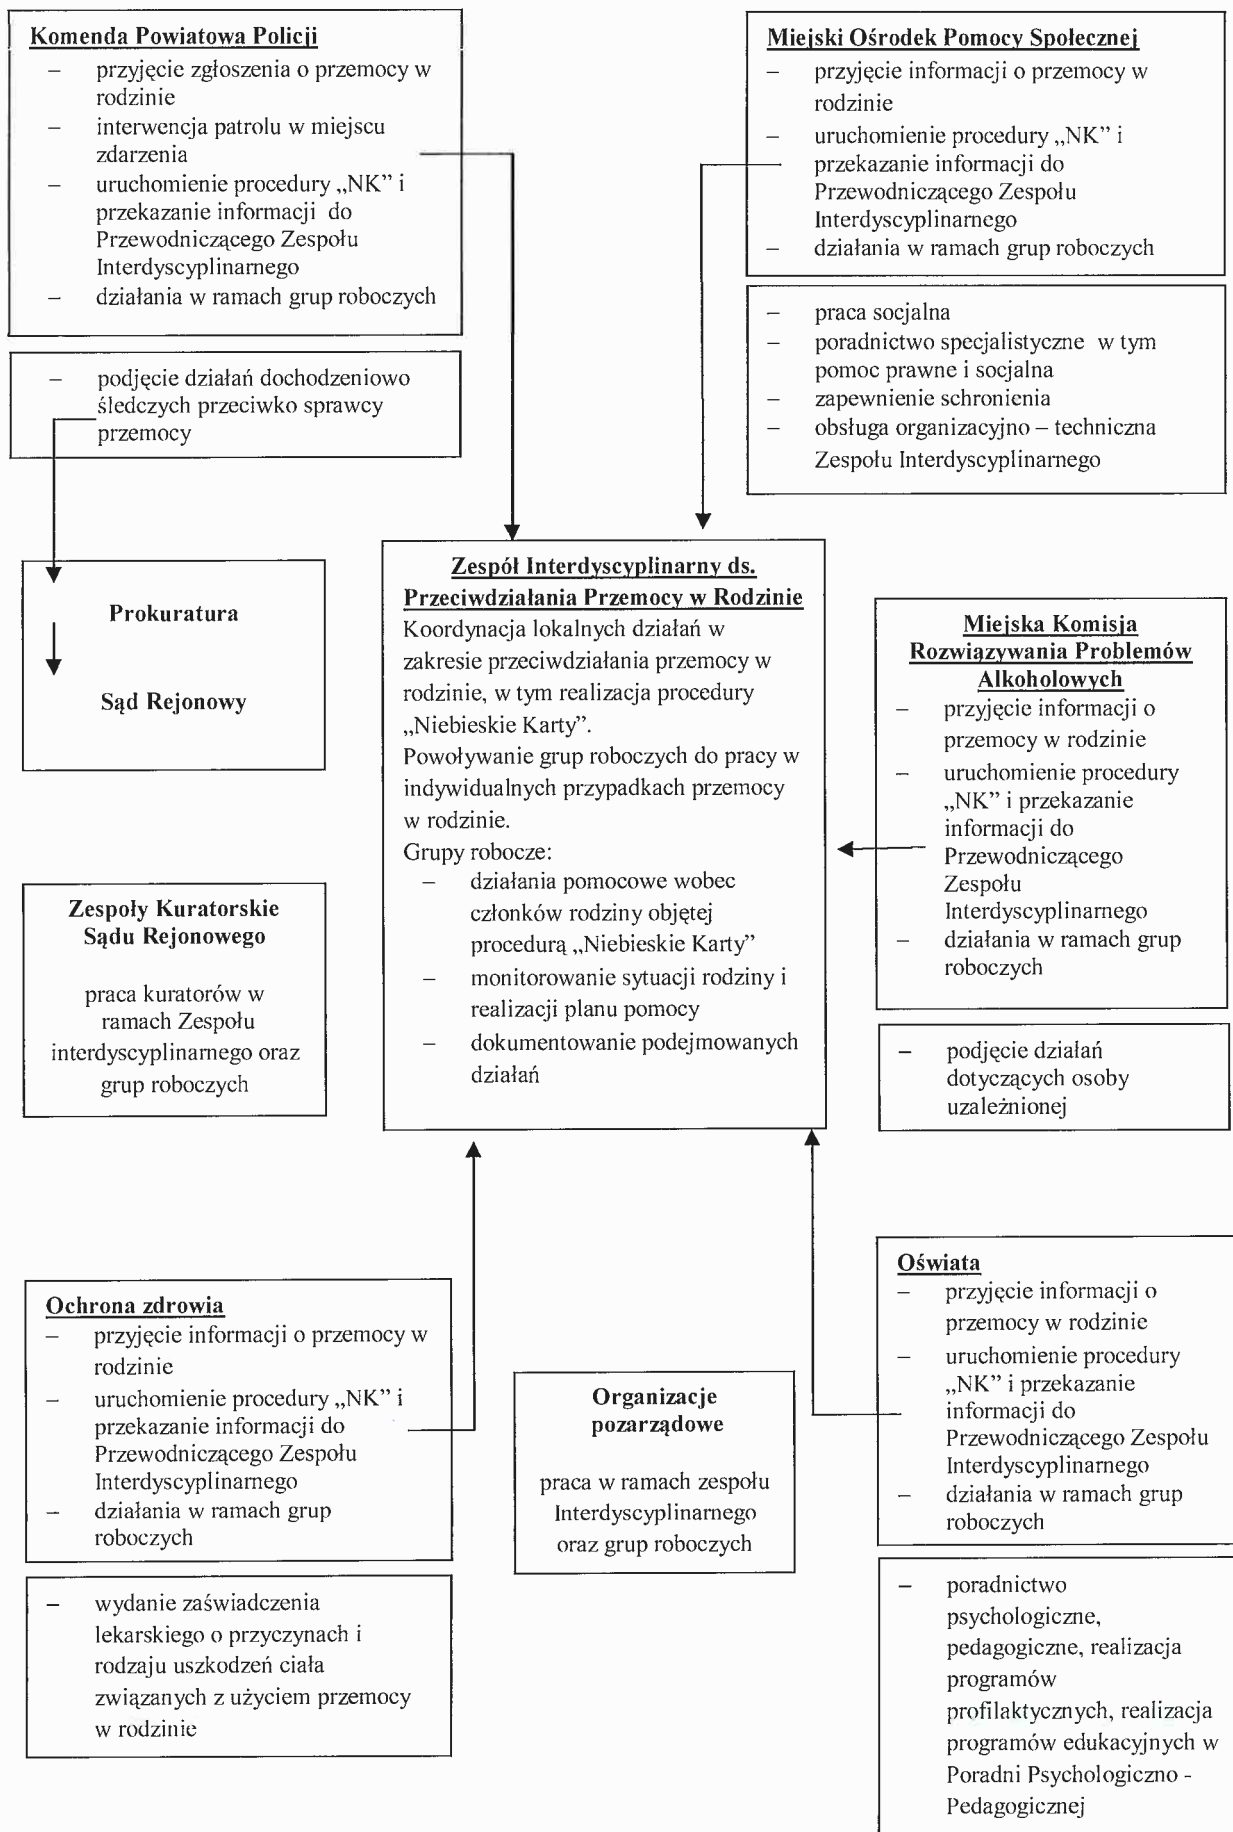 Komenda Powiatowa Policji
– przyjęcie zgłoszenia o przemocy w
rodzinie
– interwencja patrolu w miejscu
zdarzenia
– uruchomienie procedury „NK” i
przekazanie informacji do
Przewodniczącego Zespołu
Interdyscyplinarnego
– działania w ramach grup roboczych
– podjęcie działań dochodzeniowo
śledczych przeciwko sprawcy
przemocy
Miejski Ośrodek Pomocy Społecznej
– przyjęcie informacji o przemocy w
rodzinie
– uruchomienie procedury „NK” i
przekazanie informacji do
Przewodniczącego Zespołu
Interdyscyplinarnego
– działania w ramach grup roboczych
– praca socjalna
– poradnictwo specjalistyczne w tym
pomoc prawne i socjalna
– zapewnienie schronienia
– obsługa organizacyjno – techniczna
Zespołu Interdyscyplinarnego
Prokuratura
Sąd Rejonowy
Zespół Interdyscyplinarny ds.
Przeciwdziałania Przemocy w Rodzinie
Koordynacja lokalnych działań w
zakresie przeciwdziałania przemocy w
rodzinie, w tym realizacja procedury
„Niebieskie Karty”.
Powoływanie grup roboczych do pracy w
indywidualnych przypadkach przemocy
w rodzinie.
Grupy robocze:
– działania pomocowe wobec
członków rodziny objętej
procedurą „Niebieskie Karty”
– monitorowanie sytuacji rodziny i
realizacji planu pomocy
– dokumentowanie podejmowanych
działań
Miejska Komisja
Rozwiązywania Problemów
Alkoholowych
– przyjęcie informacji o
przemocy w rodzinie
– uruchomienie procedury
„NK” i przekazanie
informacji do
Przewodniczącego
Zespołu
Interdyscyplinarnego
– działania w ramach grup
roboczych
– podjęcie działań
dotyczących osoby
uzależnionej
Zespoły Kuratorskie
Sądu Rejonowego
praca kuratorów w
ramach Zespołu
interdyscyplinarnego oraz
grup roboczych
Ochrona zdrowia
– przyjęcie informacji o przemocy w
rodzinie
– uruchomienie procedury „NK” i
przekazanie informacji do
Przewodniczącego Zespołu
Interdyscyplinarnego
– działania w ramach grup
roboczych
– wydanie zaświadczenia
lekarskiego o przyczynach i
rodzaju uszkodzeń ciała
związanych z użyciem przemocy
w rodzinie
Organizacje
pozarządowe
praca w ramach zespołu
Interdyscyplinarnego
oraz grup roboczych
Oświata
– przyjęcie informacji o
przemocy w rodzinie
– uruchomienie procedury
„NK” i przekazanie
informacji do
Przewodniczącego Zespołu
Interdyscyplinarnego
– działania w ramach grup
roboczych
– poradnictwo
psychologiczne,
pedagogiczne, realizacja
programów
profilaktycznych, realizacja
programów edukacyjnych w
Poradni Psychologiczno -
Pedagogicznej